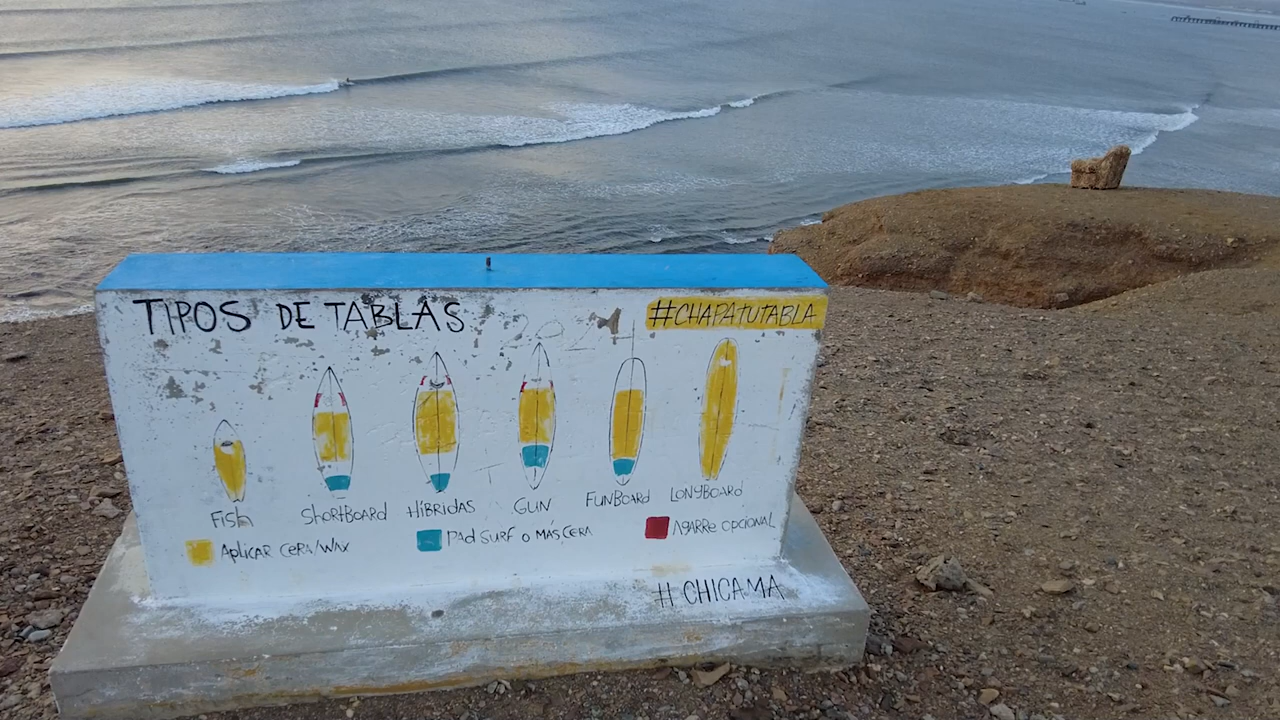 TIPOS DE TABLAS
#CHAPATUTABLA
2024
Fish
ShortBoard
HíBRIDAS
GUN
FUNBOARD
LONGBOARD
APLICAR CERA/WAX
PAD SURF O MÁS CERA
AGARRE OPCIONAL
# CHICAMA